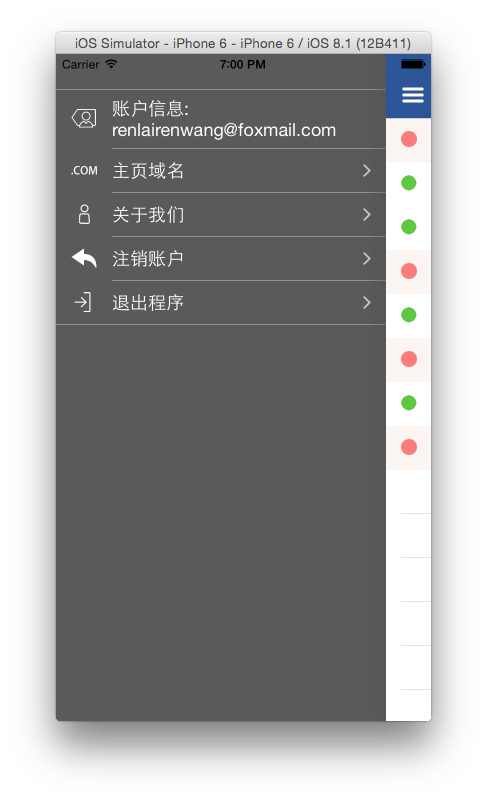 iOS Simulator - iPhone 6 - iPhone 6 / iOS 8.1 (12B411)
Carrier 7:00 PM
账户信息:
renlairenwang@foxmail.com
.COM 主页域名
关于我们
注销账户
退出程序